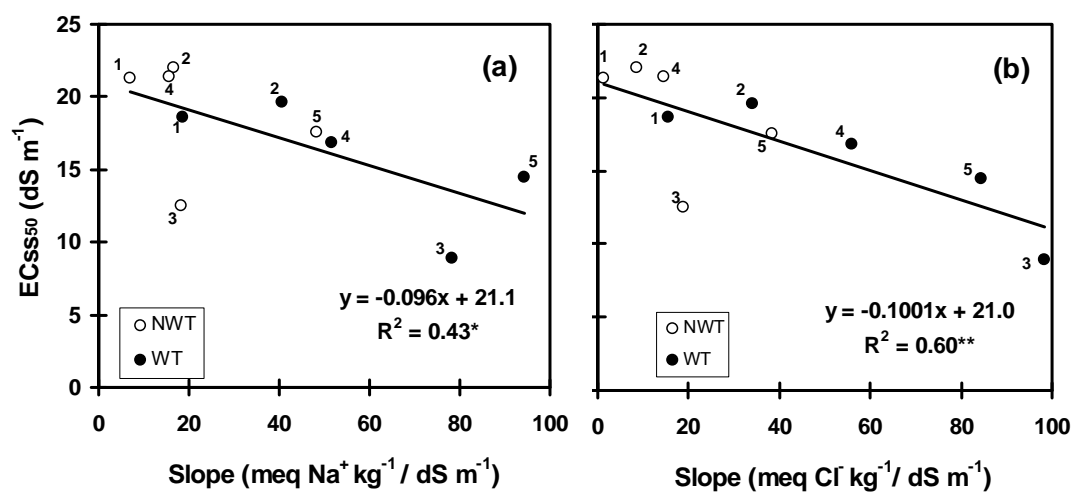 25
20
15
10
5
0
ECss50 (dS m-1)
(a)
1
2
4
1
2
5
4
3
5
3
y = -0.096x + 21.1
R2 = 0.43*
NWT
WT
0 20 40 60 80 100
Slope (meq Na+ kg-1/ dS m-1)
(b)
1
2
4
2
1
5
4
3
5
3
y = -0.1001x + 21.0
R2 = 0.60**
NWT
WT
0 20 40 60 80 100
Slope (meq Cl- kg-1/ dS m-1)